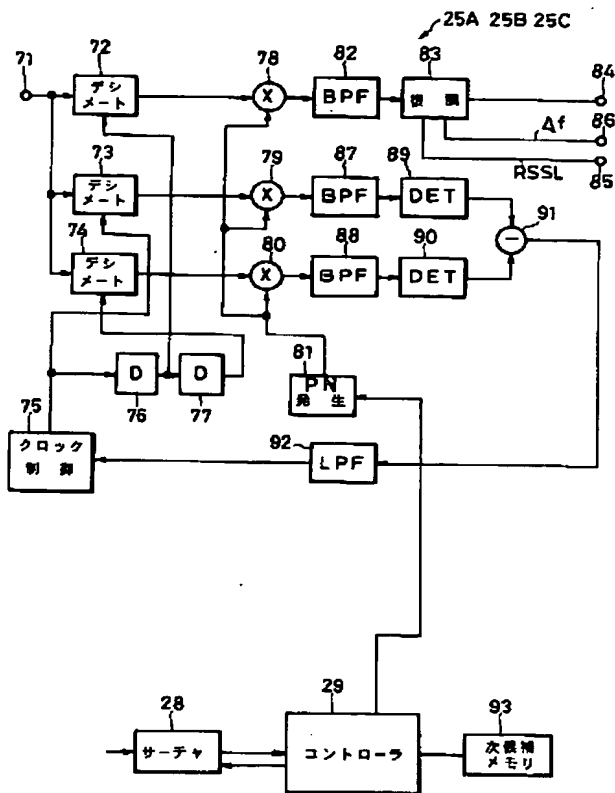 25A 25B 25C
71
72
デシメート
78
X
82
BPF
83
復調
84
Δf
86
RSSL
85
73
デシメート
79
X
87
BPF
89
DET
91
−
74
デシメート
80
X
88
BPF
90
DET
D
76
D
77
81
PN
発生
75
クロック
制御
92
LPF
28
サーチャ
29
コントローラ
93
次候補
メモリ